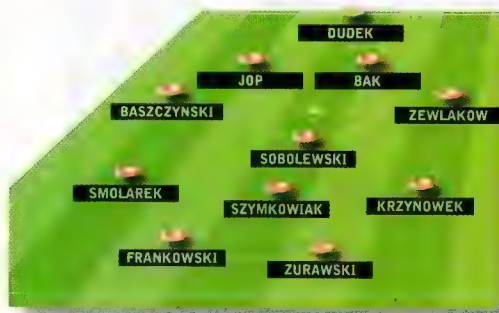 DUDEK
JOP
BAK
BASZCZYNSKI
ZEWLAKOW
SOBOLEWSKI
SMOLAREK
SZYMKOWIAK
KRZYNOWEK
FRANKOWSKI
ZURAWSKI